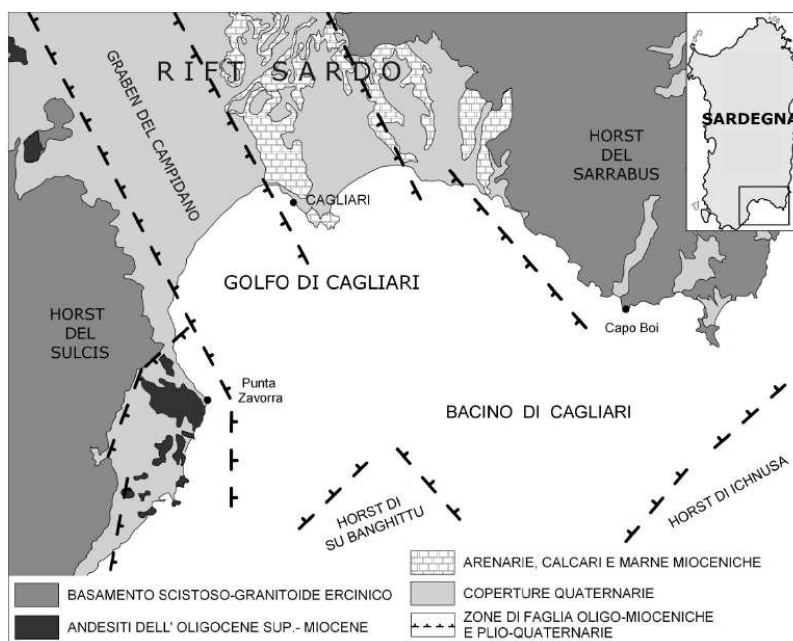 RIFT SARDO
GRABEN DEL CAMPIDANO
SARDEGNA
HORST
DEL
SARRABUS
CAGLIARI
GOLFO DI CAGLIARI
HORST
DEL
SULCIS
Capo Boi
Punta
Zavorra
BACINO DI CAGLIARI
HORST DI
SU BANGHITTU
HORST DI ICHNUSA
BASAMENTO SCISTOSO-GRANITOIDE ERCINICO
ANDESITI DELL' OLIGOCENE SUP.- MIOCENE
ARENARIE, CALCARI E MARNE MIOCENICHE
COPERTURE QUATERNARIE
ZONE DI FAGLIA OLIGO-MIOCENICHE
E PLIO-QUATERNARIE